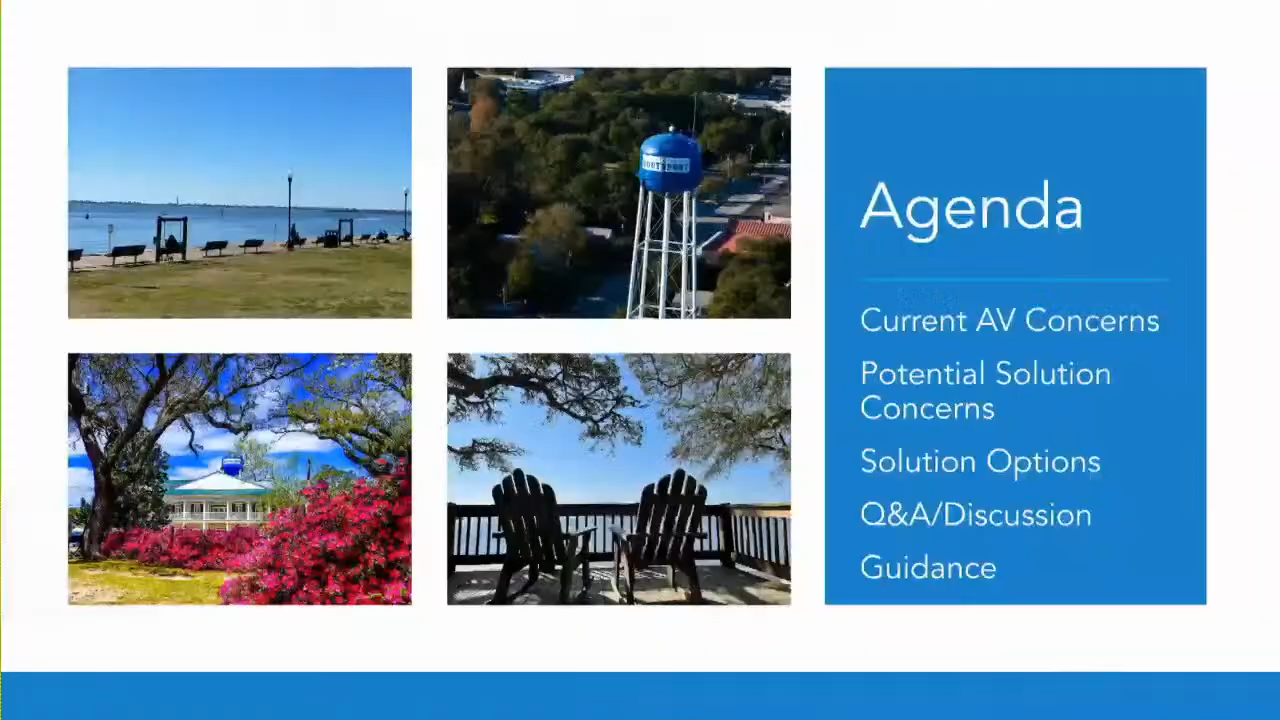 Agenda
Current AV Concerns
Potential Solution
Concerns
Solution Options
Q&A/Discussion
Guidance